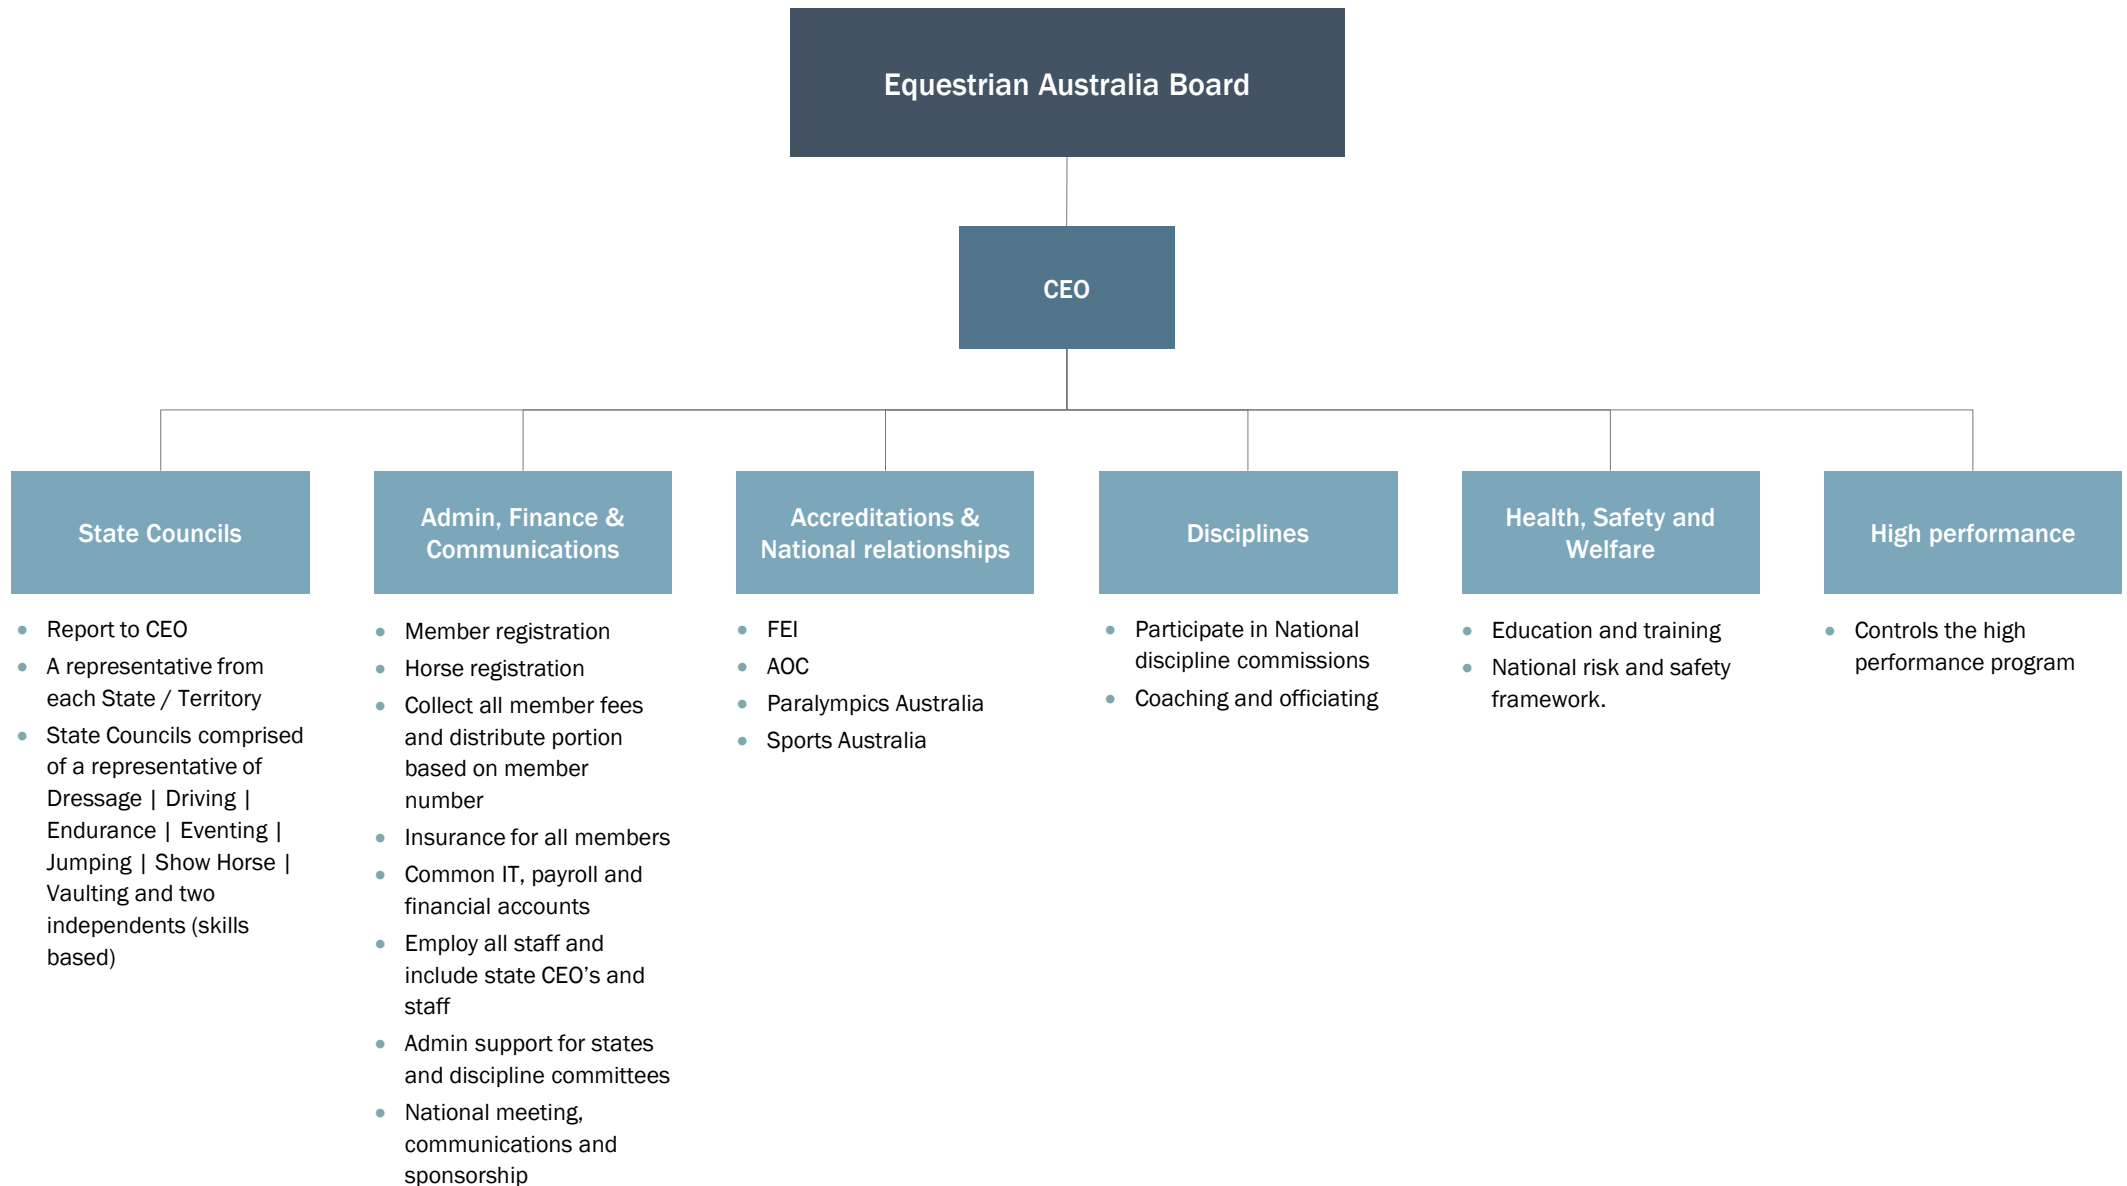 Equestrian Australia Board
CEO
State Councils
Report to CEO
A representative from
each State / Territory
State Councils comprised
of a representative of
Dressage | Driving |
Endurance | Eventing |
Jumping | Show Horse |
Vaulting and two
independents (skills
based)
Admin, Finance &
Communications
Member registration
Horse registration
Collect all member fees
and distribute portion
based on member
number
Insurance for all members
Common IT, payroll and
financial accounts
Employ all staff and
include state CEO’s and
staff
Admin support for states
and discipline committees
National meeting,
communications and
sponsorship
Accreditations &
National relationships
FEI
AOC
Paralympics Australia
Sports Australia
Disciplines
Participate in National
discipline commissions
Coaching and officiating
Health, Safety and
Welfare
Education and training
National risk and safety
framework.
High performance
Controls the high
performance program